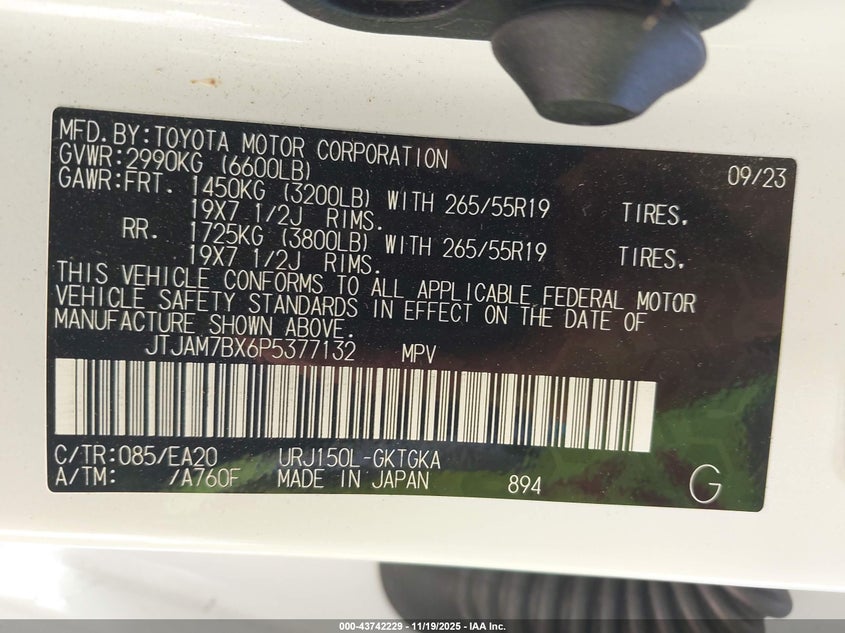 MFD.BY:TOYOTA MOTOR CORPORATION 09/23
GVWR:2990KG (6600LB)
GAWR:FRT. 1450KG (3200LB) WITH 265/55R19 TIRES.
19X7 1/2J RIMS.
RR. 1725KG (3800LB) WITH 265/55R19 TIRES.
19X7 1/2J RIMS.
THIS VEHICLE CONFORMS TO ALL APPLICABLE FEDERAL MOTOR
VEHICLE SAFETY STANDARDS IN EFFECT ON THE DATE OF
MANUFACTURE SHOWN ABOVE.
JTJAM7BX6P5377132 MPV
C/TR:085/EA20 URJ150L-GKTGKA
A/TM: /A760F MADE IN JAPAN 894 G
000-43742229 - 11/19/2025 - IAA Inc.